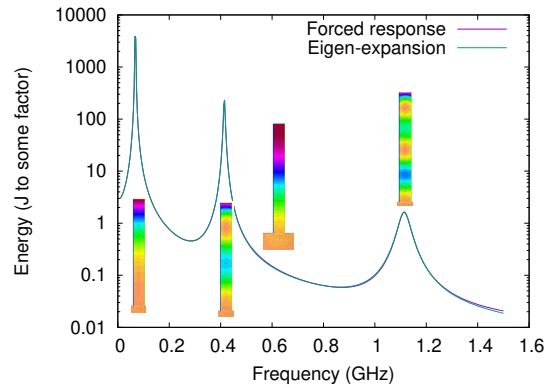 Forced response
Eigen-expansion
Energy (J to some factor)
10000
1000
100
10
1
0.1
0.01
0 0.2 0.4 0.6 0.8 1 1.2 1.4 1.6
Frequency (GHz)